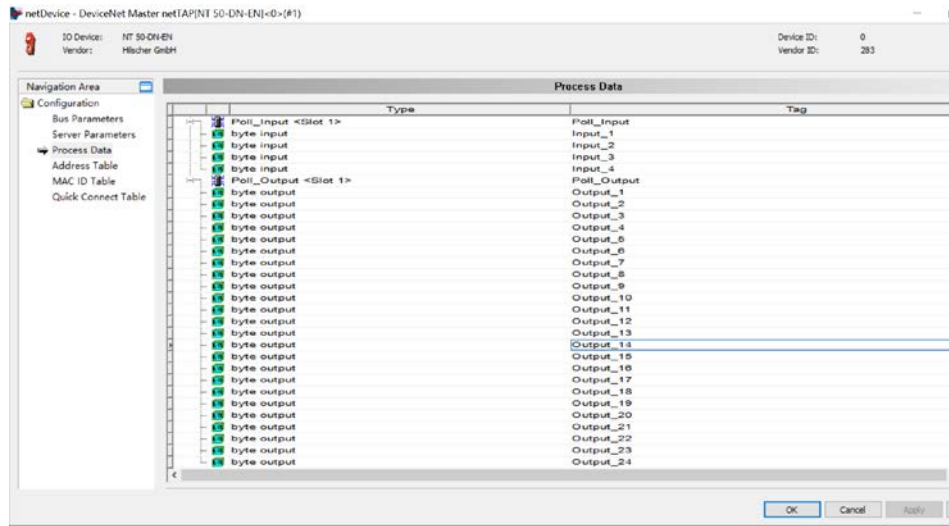 netDevice - DeviceNet Master netTAP[NT 50-DN-EN]<0>(#1)
IO Device: NT 50-DN-EN Device ID: 0
Vendor: Hilscher GmbH Vendor ID: 283
Navigation Area Process Data
Configuration
Bus Parameters
Server Parameters
Process Data
Address Table
MAC ID Table
Quick Connect Table
Type Tag
Poll_Input <Slot 1> Poll_Input
byte input Input_1
byte input Input_2
byte input Input_3
byte input Input_4
Poll_Output <Slot 1> Poll_Output
byte output Output_1
byte output Output_2
byte output Output_3
byte output Output_4
byte output Output_5
byte output Output_6
byte output Output_7
byte output Output_8
byte output Output_9
byte output Output_10
byte output Output_11
byte output Output_12
byte output Output_13
byte output Output_14
byte output Output_15
byte output Output_16
byte output Output_17
byte output Output_18
byte output Output_19
byte output Output_20
byte output Output_21
byte output Output_22
byte output Output_23
byte output Output_24
OK Cancel Apply